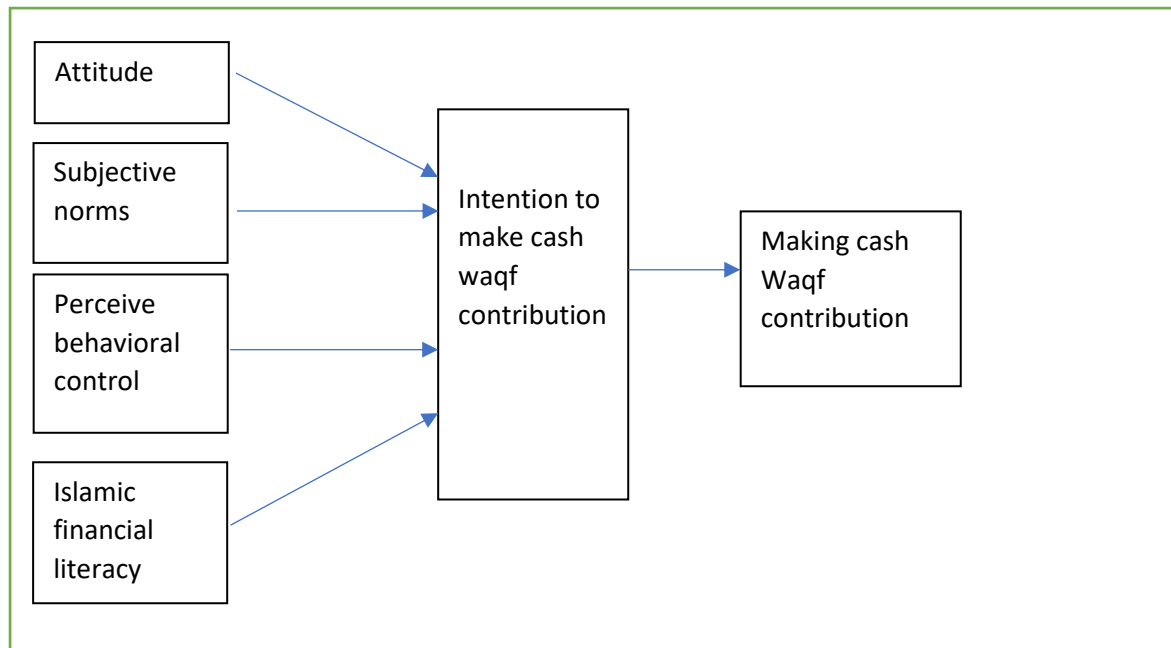 Attitude
Subjective
norms
Perceive
behavioral
control
Islamic
financial
literacy
Intention to
make cash
waqf
contribution
Making cash
Waqf
contribution